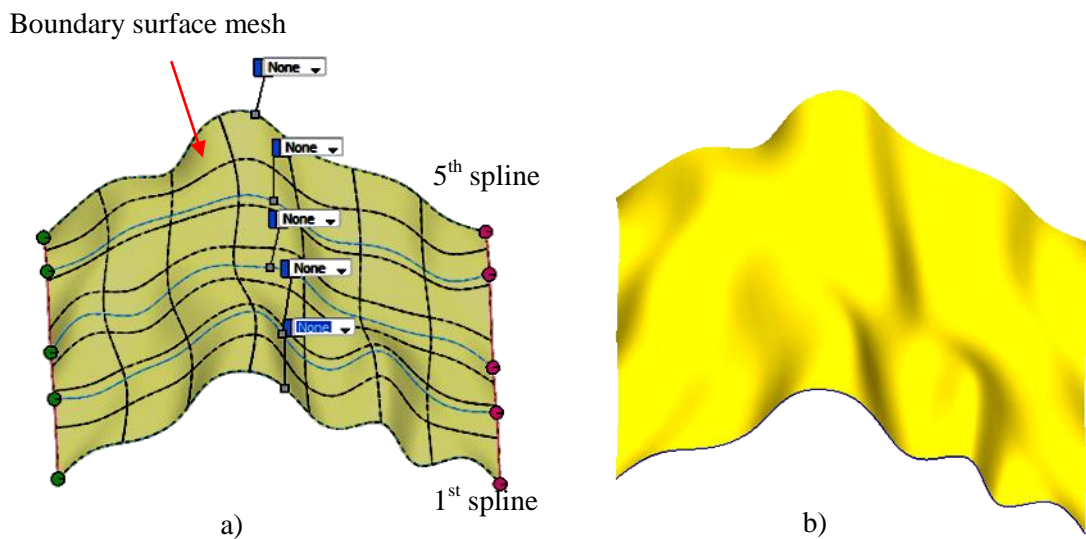 Boundary surface mesh
None
None
5th spline
None
None
None
1st spline
a)
b)